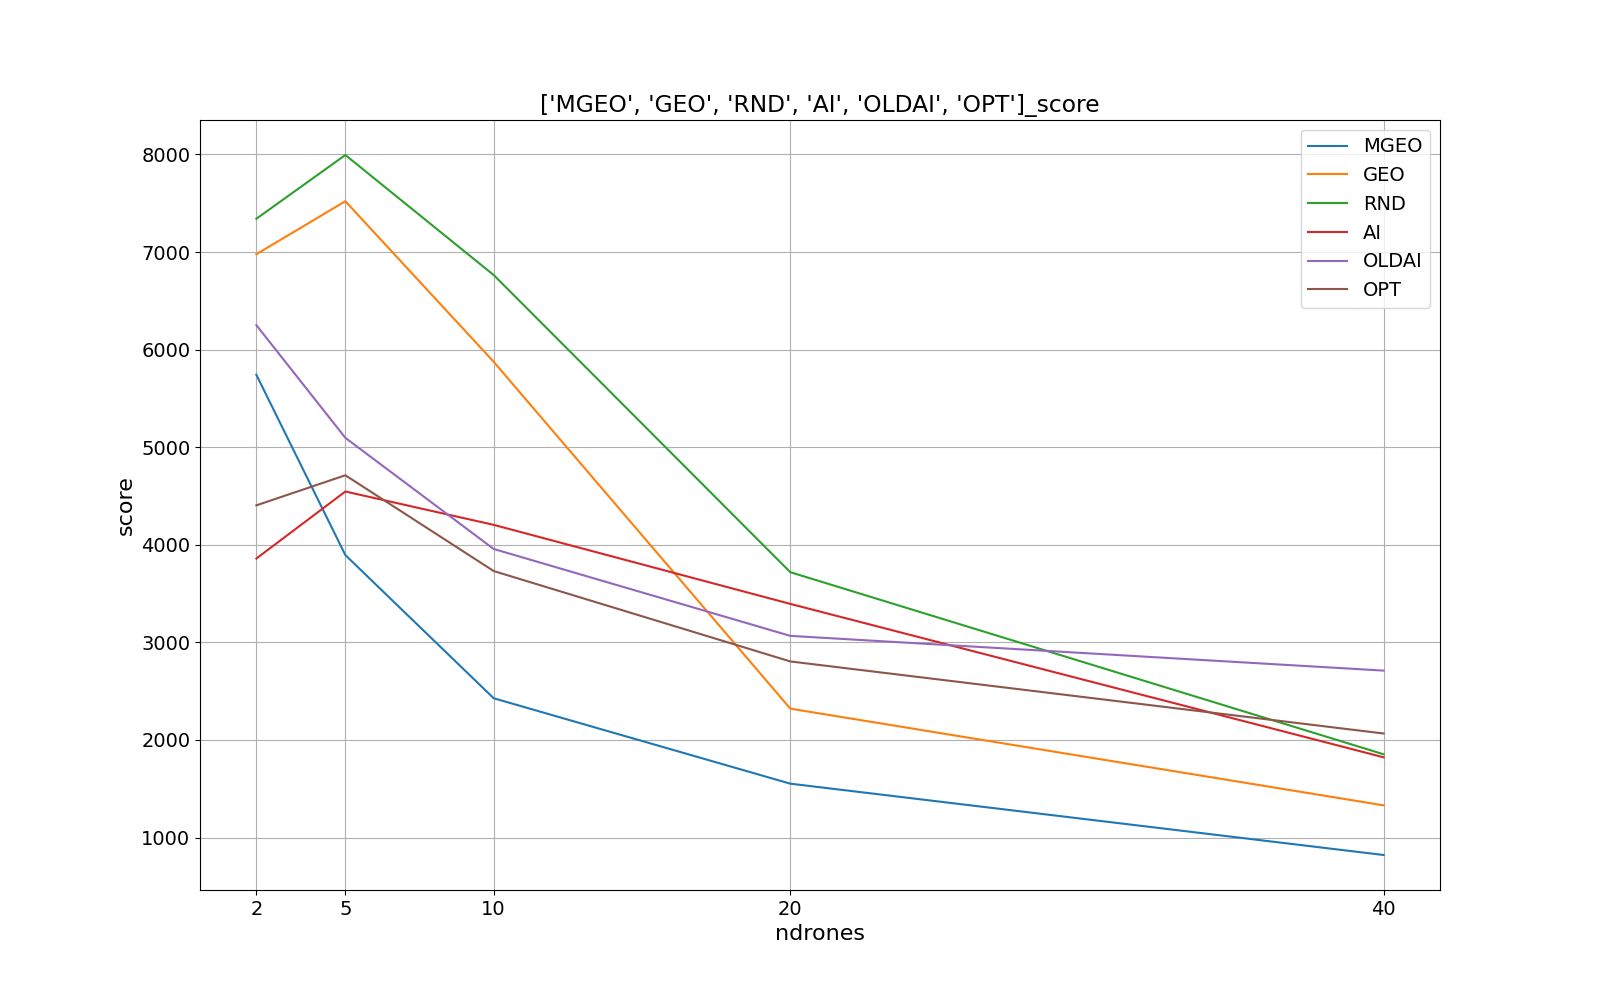 ['MGEO', 'GEO', 'RND', 'AI', 'OLDAI', 'OPT']_score
MGEO
GEO
RND
AI
OLDAI
OPT
8000
7000
6000
5000
4000
3000
2000
1000
score
2 5 10 20 40
ndrones